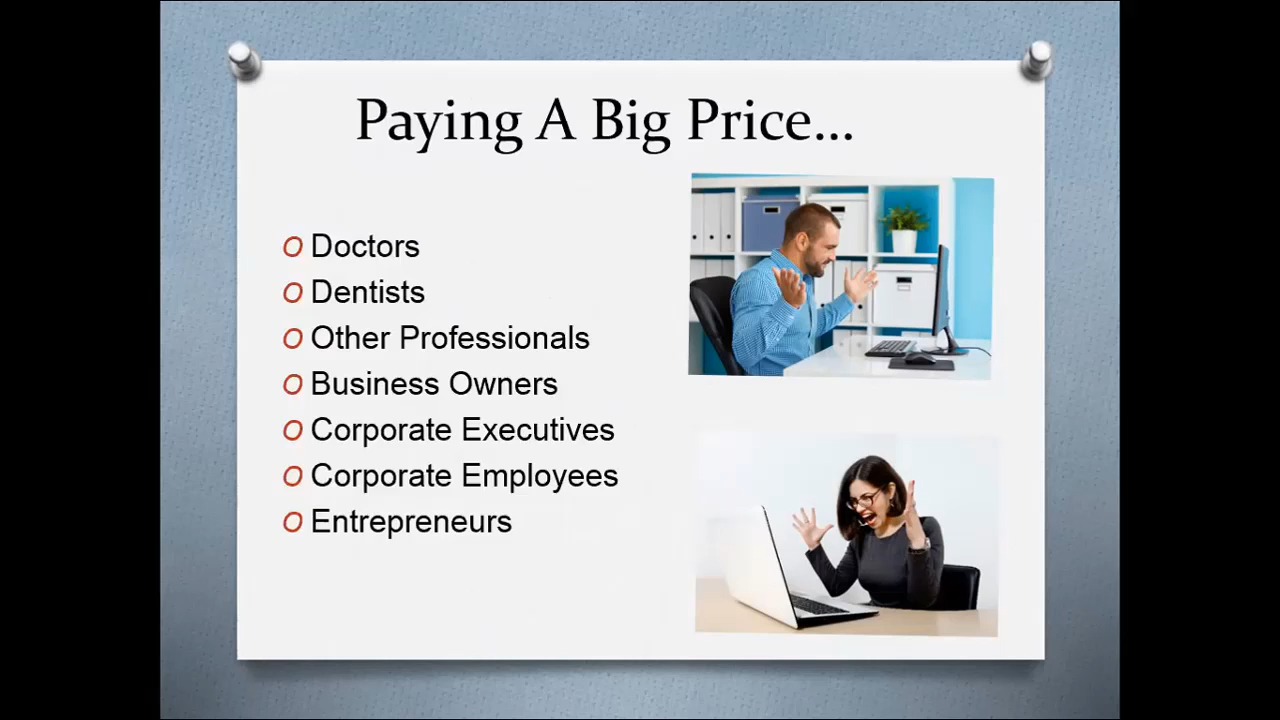 Paying A Big Price...
Doctors
Dentists
Other Professionals
Business Owners
Corporate Executives
Corporate Employees
Entrepreneurs